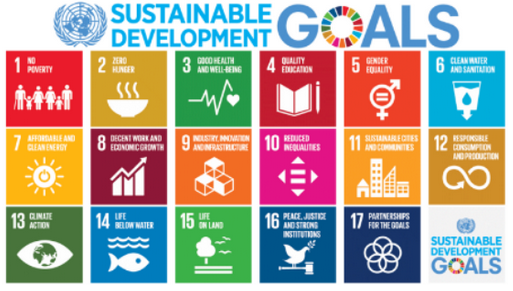 SUSTAINABLE
DEVELOPMENT
GOALS
1 NO
POVERTY
2 ZERO
HUNGER
3 GOOD HEALTH
AND WELL-BEING
4 QUALITY
EDUCATION
5 GENDER
EQUALITY
6 CLEAN WATER
AND SANITATION
7 AFFORDABLE AND
CLEAN ENERGY
8 DECENT WORK AND
ECONOMIC GROWTH
9 INDUSTRY, INNOVATION
AND INFRASTRUCTURE
10 REDUCED
INEQUALITIES
11 SUSTAINABLE CITIES
AND COMMUNITIES
12 RESPONSIBLE
CONSUMPTION
AND PRODUCTION
13 CLIMATE
ACTION
14 LIFE
BELOW WATER
15 LIFE
ON LAND
16 PEACE, JUSTICE
AND STRONG
INSTITUTIONS
17 PARTNERSHIPS
FOR THE GOALS
SUSTAINABLE
DEVELOPMENT
GOALS